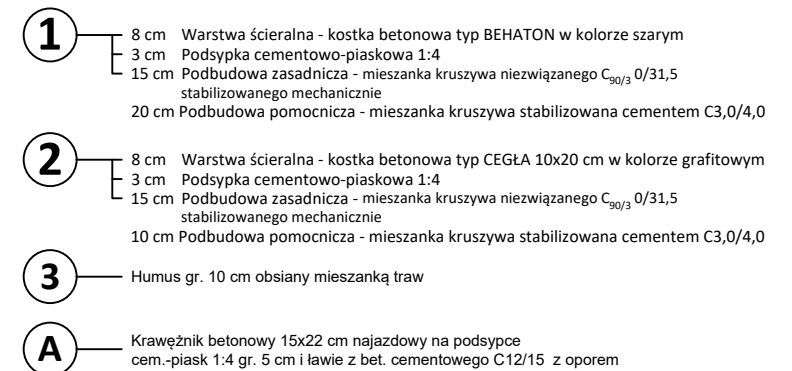 1
8 cm Warstwa ścieralna - kostka betonowa typ BEHATON w kolorze szarym
3 cm Podsypka cementowo-piaskowa 1:4
15 cm Podbudowa zasadnicza - mieszanka kruszywa niezwiązanego C90/3 0/31,5
stabilizowanego mechanicznie
20 cm Podbudowa pomocnicza - mieszanka kruszywa stabilizowana cementem C3,0/4,0
2
8 cm Warstwa ścieralna - kostka betonowa typ CEGŁA 10x20 cm w kolorze grafitowym
3 cm Podsypka cementowo-piaskowa 1:4
15 cm Podbudowa zasadnicza - mieszanka kruszywa niezwiązanego C90/3 0/31,5
stabilizowanego mechanicznie
10 cm Podbudowa pomocnicza - mieszanka kruszywa stabilizowana cementem C3,0/4,0
3
Humus gr. 10 cm obsiany mieszanką traw
A
Krawężnik betonowy 15x22 cm najazdowy na podsypce
cem.-piask 1:4 gr. 5 cm i ławie z bet. cementowego C12/15 z oporem